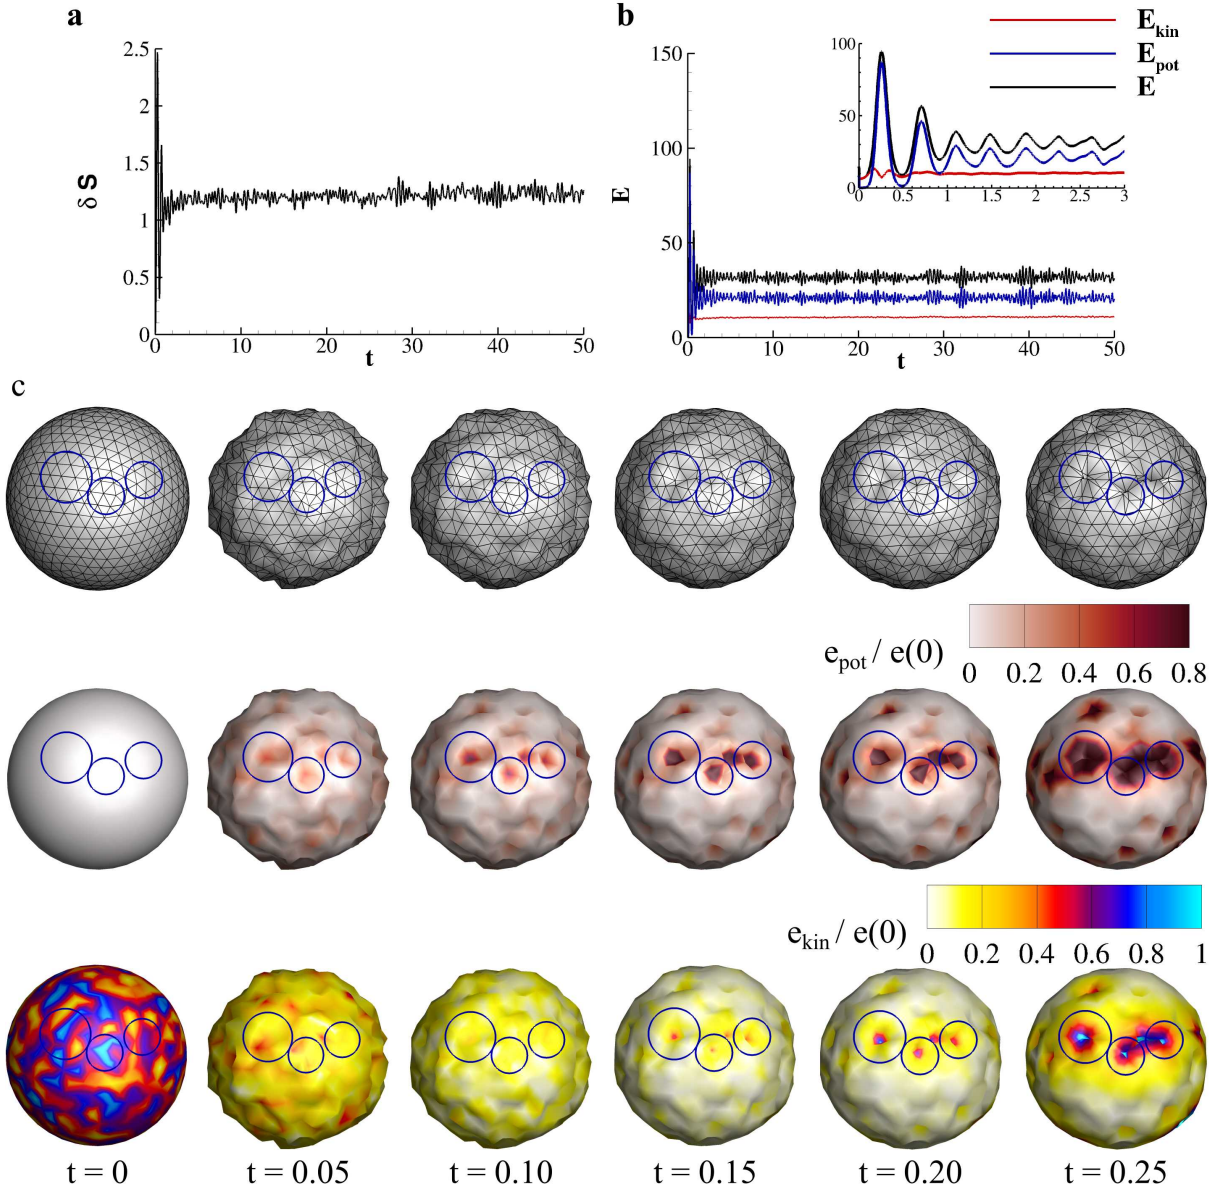 a
2.5
2
1.5
1
0.5
0
δ S
0 10 20 30 40 50
t
b
150
100
50
0
E
0 10 20 30 40 50
t
100
50
0
0 0.5 1 1.5 2 2.5 3
E_kin
E_pot
E
c
e_pot / e(0)
0 0.2 0.4 0.6 0.8
e_kin / e(0)
0 0.2 0.4 0.6 0.8 1
t = 0 t = 0.05 t = 0.10 t = 0.15 t = 0.20 t = 0.25